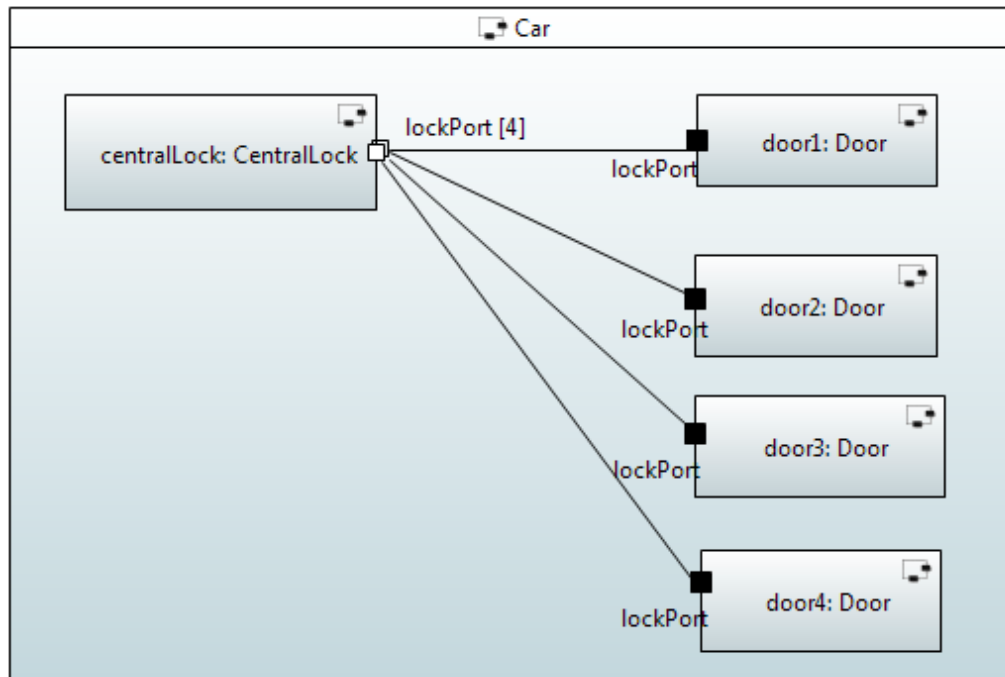 Car
centralLock: CentralLock
lockPort [4]
lockPort
door1: Door
door2: Door
lockPort
door3: Door
lockPort
door4: Door
lockPort